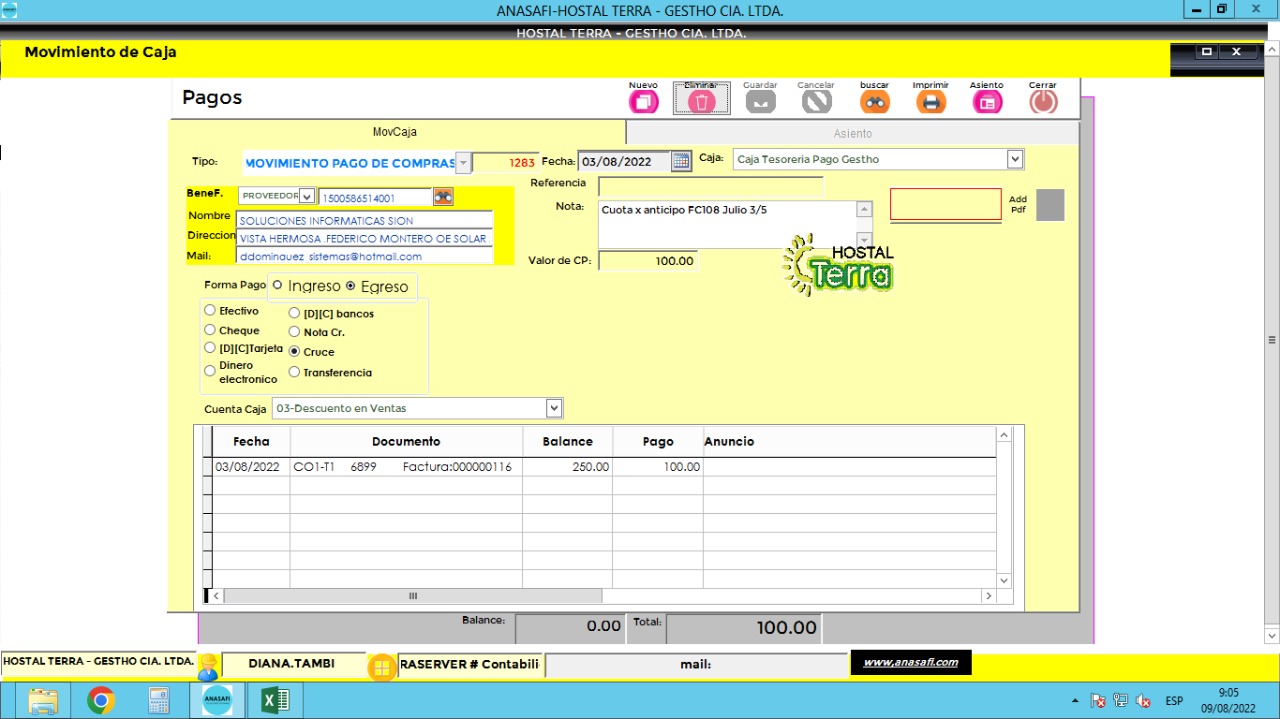 ANASAFI-HOSTAL TERRA - GESTHO CIA. LTDA.
HOSTAL TERRA - GESTHO CIA. LTDA.
Movimiento de Caja
Pagos
Nuevo Eliminar Guardar Cancelar buscar Imprimir Asiento Cerrar
MovCaja Asiento
Tipo: MOVIMIENTO PAGO DE COMPRAS 1283 Fecha: 03/08/2022 Caja: Caja Tesoreria Pago Gestho
BeneF. PROVEEDOR 1500586514001
Nombre SOLUCIONES INFORMATICAS SION
Direccion VISTA HERMOSA .FEDERICO MONTERO OE SOLAR
Mail: ddominauez sistemas@hotmail.com
Referencia
Nota: Cuota x anticipo FC108 Julio 3/5
Add
Pdf
Valor de CP: 100.00
HOSTAL
Terra
Forma Pago Ingreso Egreso
Efectivo [D][C] bancos
Cheque Nota Cr.
[D][C]Tarjeta Cruce
Dinero
electronico Transferencia
Cuenta Caja 03-Descuento en Ventas
Fecha Documento Balance Pago Anuncio
03/08/2022 CO1-T1 6899 Factura:000000116 250.00 100.00
Balance: 0.00 Total: 100.00
HOSTAL TERRA - GESTHO CIA. LTDA. DIANA.TAMBI RASERVER # Contabili mail: www.anasafi.com
ANASAFI
ESP
9:05
09/08/2022